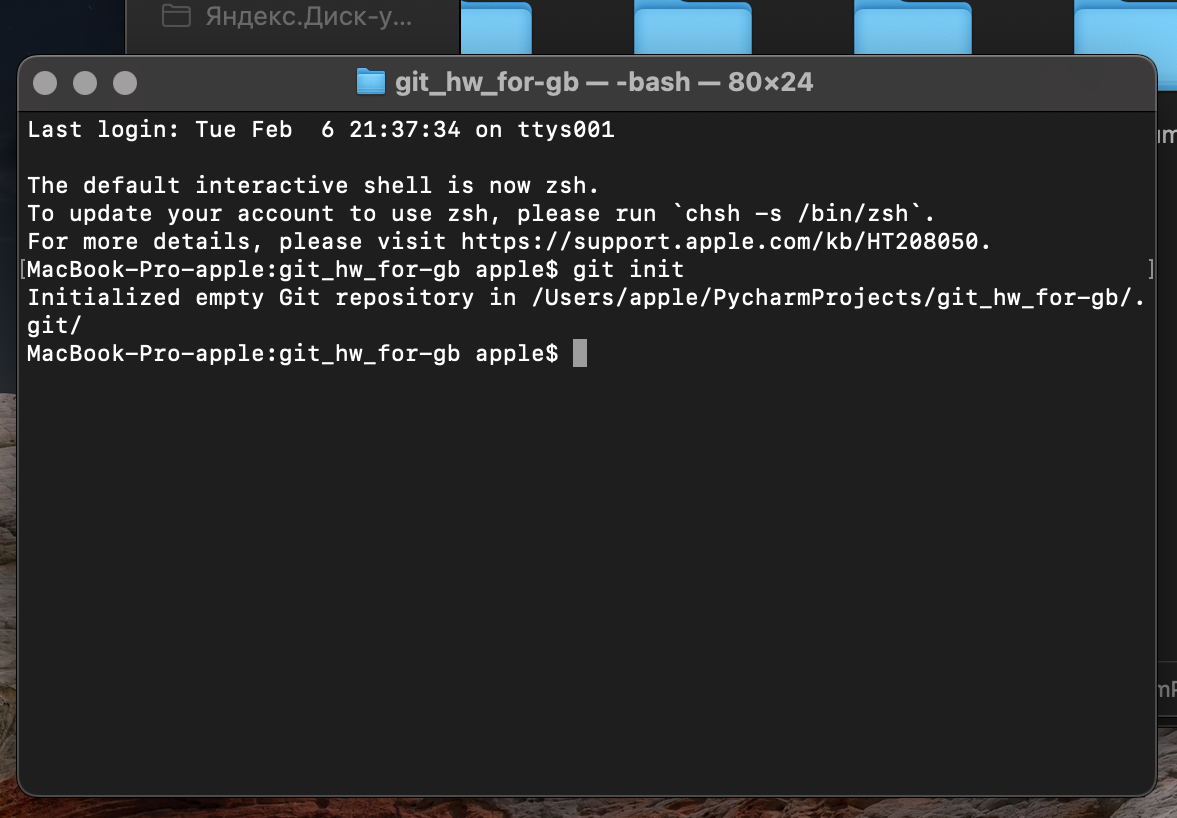 Яндекс.Диск-у...
git_hw_for-gb — -bash — 80×24
Last login: Tue Feb  6 21:37:34 on ttys001
The default interactive shell is now zsh.
To update your account to use zsh, please run `chsh -s /bin/zsh`.
For more details, please visit https://support.apple.com/kb/HT208050.
[MacBook-Pro-apple:git_hw_for-gb apple$ git init ]
Initialized empty Git repository in /Users/apple/PycharmProjects/git_hw_for-gb/.
git/
MacBook-Pro-apple:git_hw_for-gb apple$